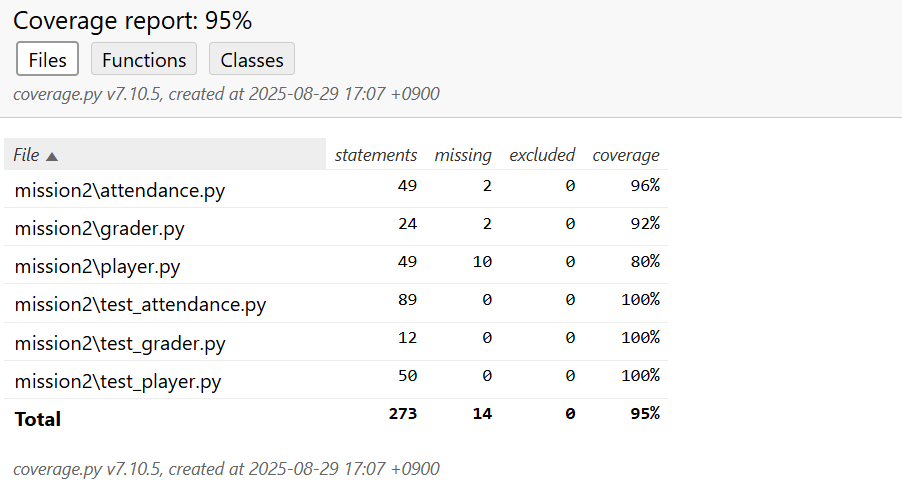 Coverage report: 95%
Files Functions Classes
coverage.py v7.10.5, created at 2025-08-29 17:07 +0900
File ▲ statements missing excluded coverage
mission2\attendance.py 49 2 0 96%
mission2\grader.py 24 2 0 92%
mission2\player.py 49 10 0 80%
mission2\test_attendance.py 89 0 0 100%
mission2\test_grader.py 12 0 0 100%
mission2\test_player.py 50 0 0 100%
Total 273 14 0 95%
coverage.py v7.10.5, created at 2025-08-29 17:07 +0900